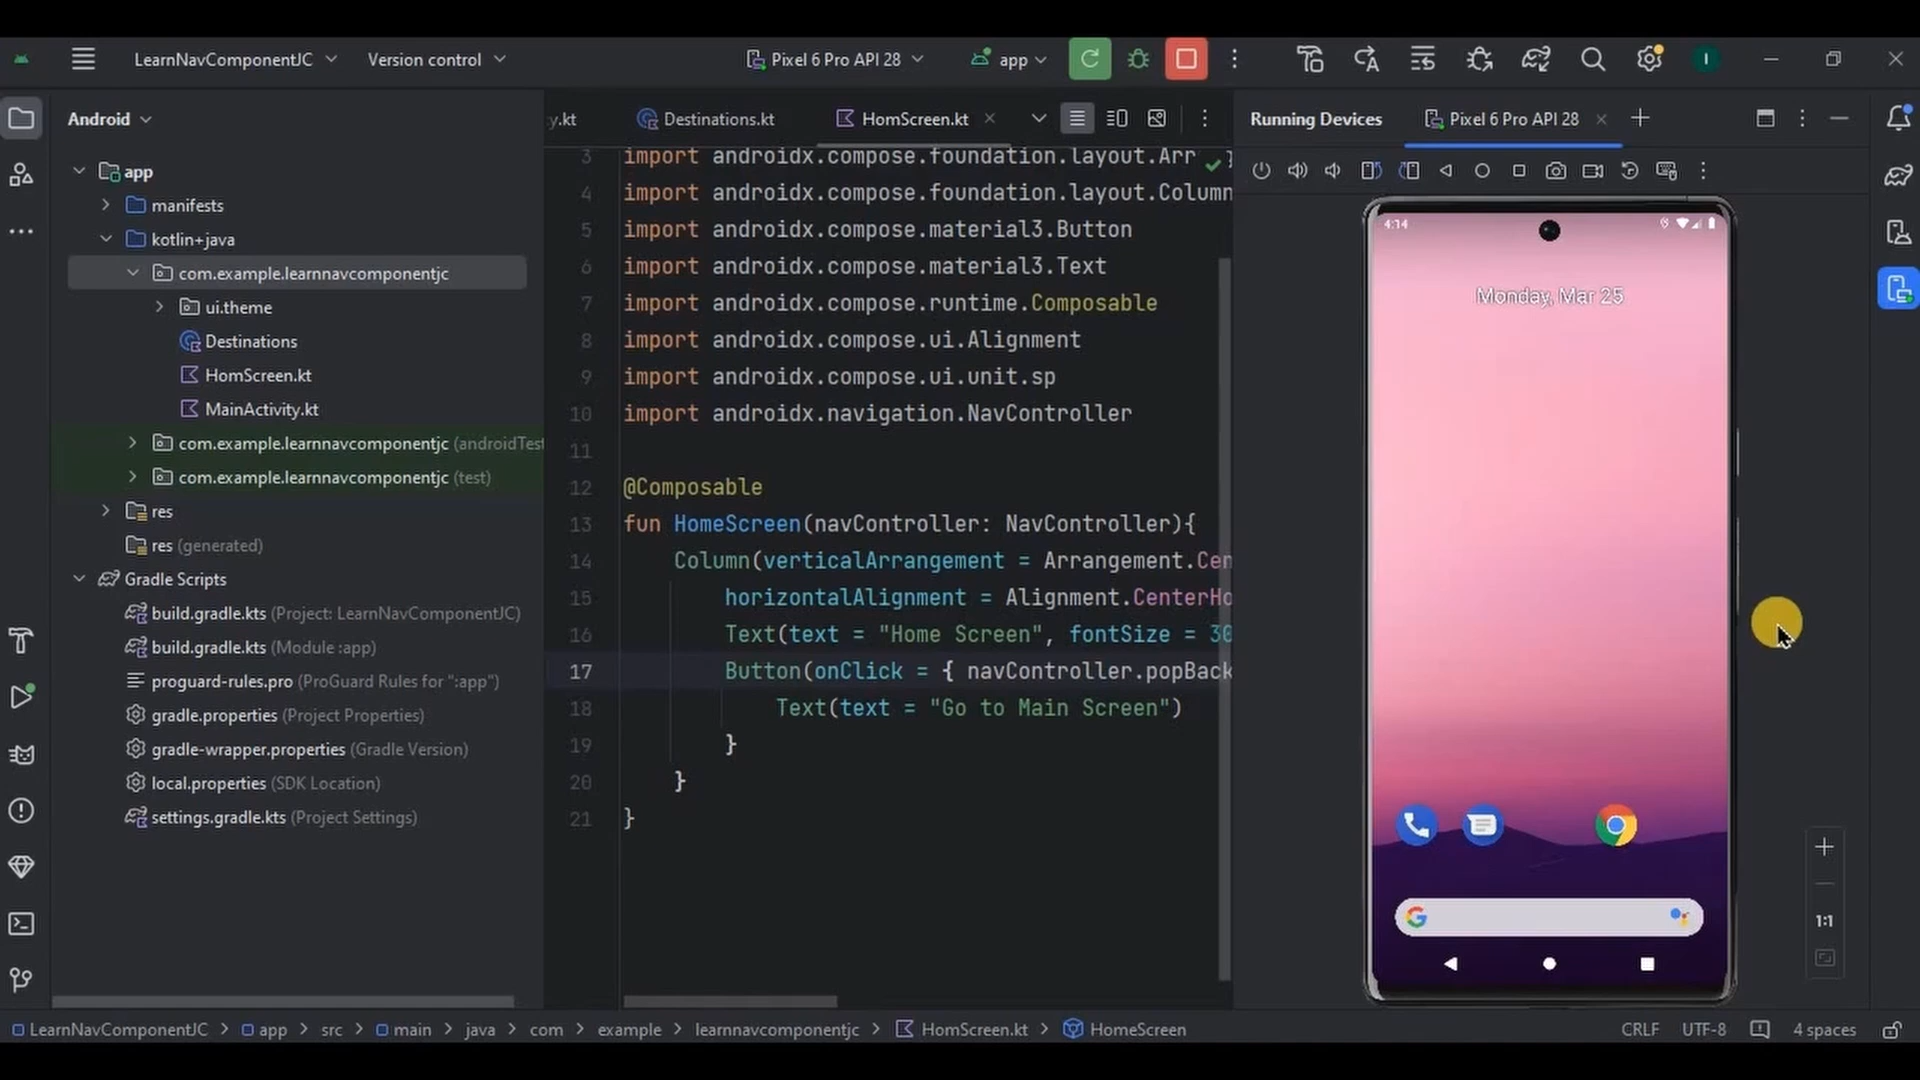 LearnNavComponentJC
Version control
Pixel 6 Pro API 28
app
I
Android
app
manifests
kotlin+java
com.example.learnnavcomponentjc
ui.theme
Destinations
HomScreen.kt
MainActivity.kt
com.example.learnnavcomponentjc (androidTest
com.example.learnnavcomponentjc (test)
res
res (generated)
Gradle Scripts
build.gradle.kts (Project: LearnNavComponentJC)
build.gradle.kts (Module :app)
proguard-rules.pro (ProGuard Rules for ":app")
gradle.properties (Project Properties)
gradle-wrapper.properties (Gradle Version)
local.properties (SDK Location)
settings.gradle.kts (Project Settings)
y.kt
Destinations.kt
HomScreen.kt
3 import androidx.compose.foundation.layout.Arr
4 import androidx.compose.foundation.layout.Column
5 import androidx.compose.material3.Button
6 import androidx.compose.material3.Text
7 import androidx.compose.runtime.Composable
8 import androidx.compose.ui.Alignment
9 import androidx.compose.ui.unit.sp
10 import androidx.navigation.NavController
11
12 @Composable
13 fun HomeScreen(navController: NavController){
14 Column(verticalArrangement = Arrangement.Cen
15 horizontalAlignment = Alignment.CenterHo
16 Text(text = "Home Screen", fontSize = 30
17 Button(onClick = { navController.popBack
18 Text(text = "Go to Main Screen")
19 }
20 }
21 }
Running Devices
Pixel 6 Pro API 28
4:14
Monday, Mar 25
G
1:1
LearnNavComponentJC > app > src > main > java > com > example > learnnavcomponentjc > HomScreen.kt > HomeScreen
CRLF
UTF-8
4 spaces